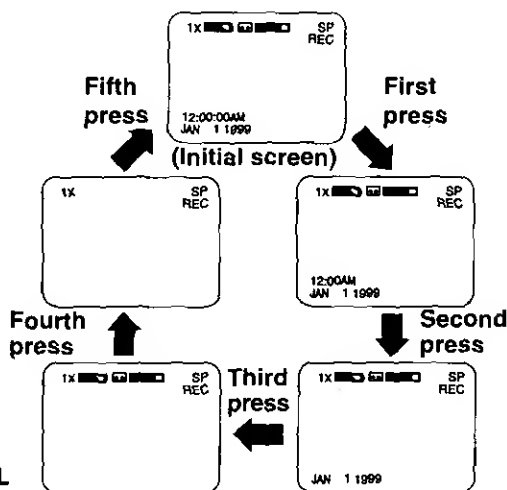 1X SP
REC
12:00:00AM
JAN 1 1999
(Initial screen)
First
press
1X SP
REC
12:00AM
JAN 1 1999
Second
press
1X SP
REC
JAN 1 1999
Third
press
1X SP
REC
Fourth
press
1X SP
REC
Fifth
press
L